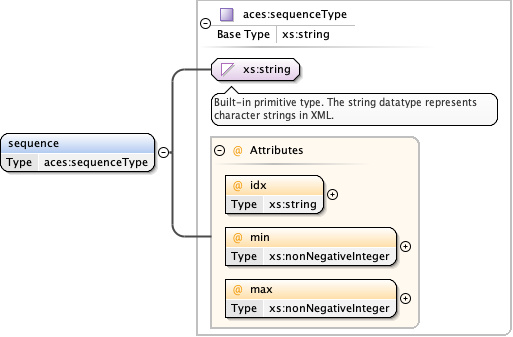 aces:sequenceType
Base Type xs:string
xs:string
Built-in primitive type. The string datatype represents
character strings in XML.
sequence
Type aces:sequenceType
@ Attributes
@ idx
Type xs:string
@ min
Type xs:nonNegativeInteger
@ max
Type xs:nonNegativeInteger